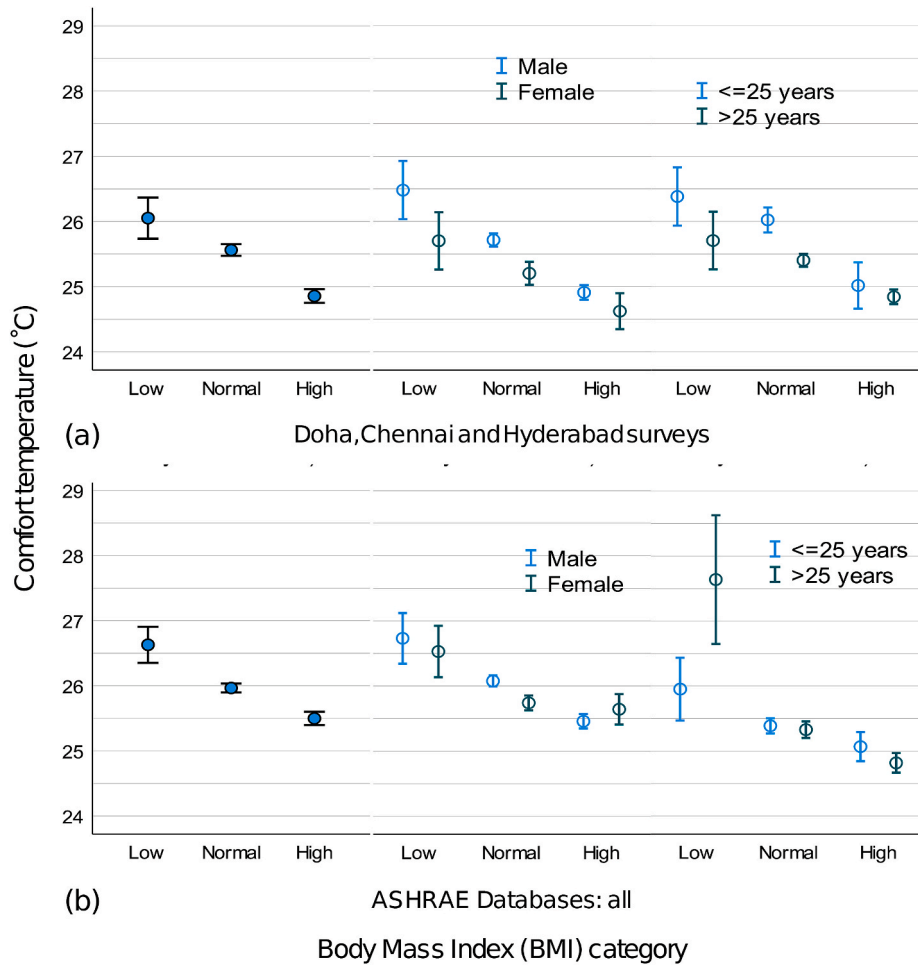 29
28
27
26
25
24
Male
Female
<=25 years
>25 years
Low Normal High Low Normal High Low Normal High
(a) Doha, Chennai and Hyderabad surveys
Comfort temperature (°C)
29
28
27
26
25
24
Male
Female
<=25 years
>25 years
Low Normal High Low Normal High Low Normal High
(b) ASHRAE Databases: all
Body Mass Index (BMI) category